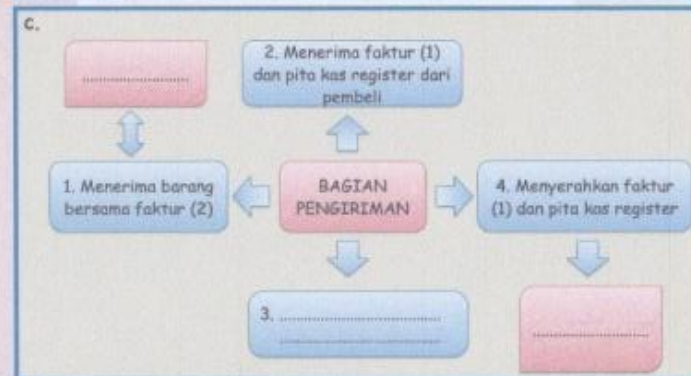 C.
........................
2. Menerima faktur (1)
dan pita kas register dari
pembeli
1. Menerima barang
bersama faktur (2)
BAGIAN
PENGIRIMAN
4. Menyerahkan faktur
(1) dan pita kas register
3. ....................................
.............................................
..........................